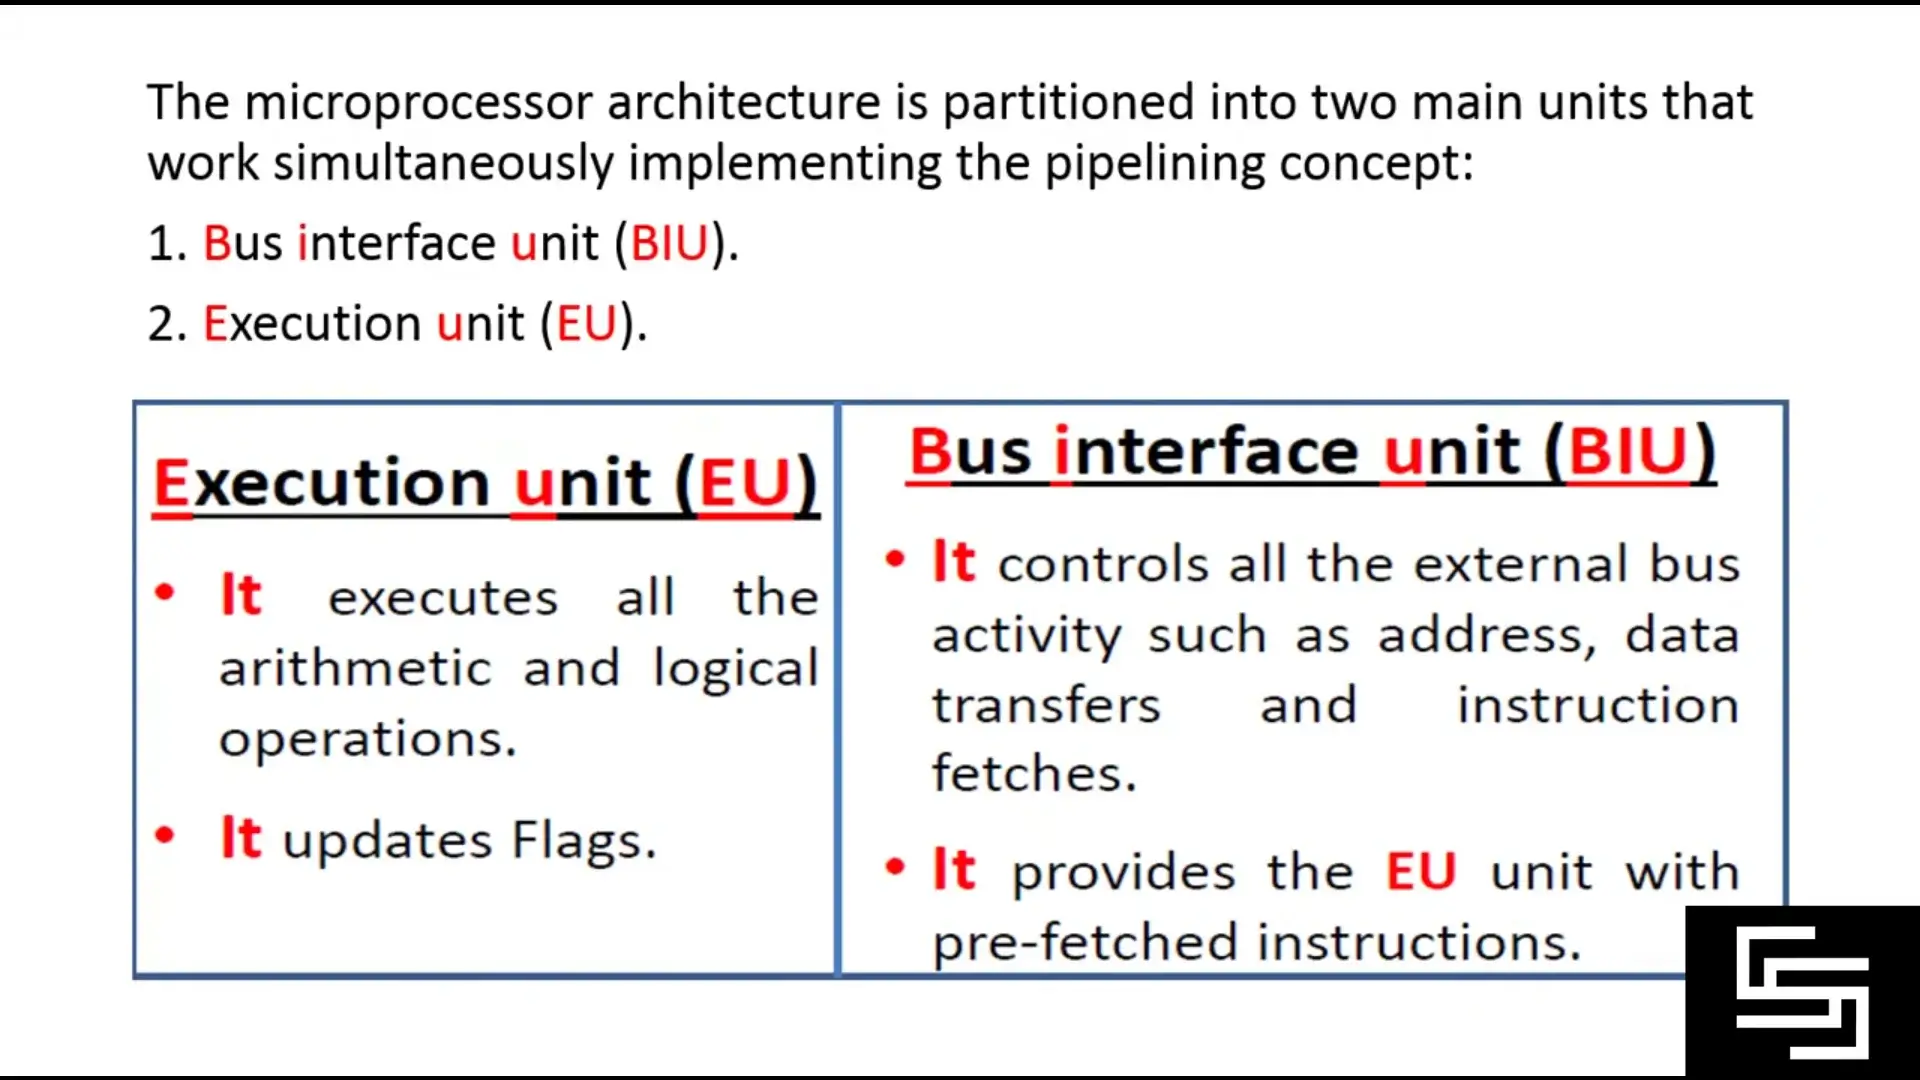 The microprocessor architecture is partitioned into two main units that
work simultaneously implementing the pipelining concept:
1. Bus interface unit (BIU).
2. Execution unit (EU).
Execution unit (EU)
• It executes all the
arithmetic and logical
operations.
• It updates Flags.
Bus interface unit (BIU)
• It controls all the external bus
activity such as address, data
transfers and instruction
fetches.
• It provides the EU unit with
pre-fetched instructions.